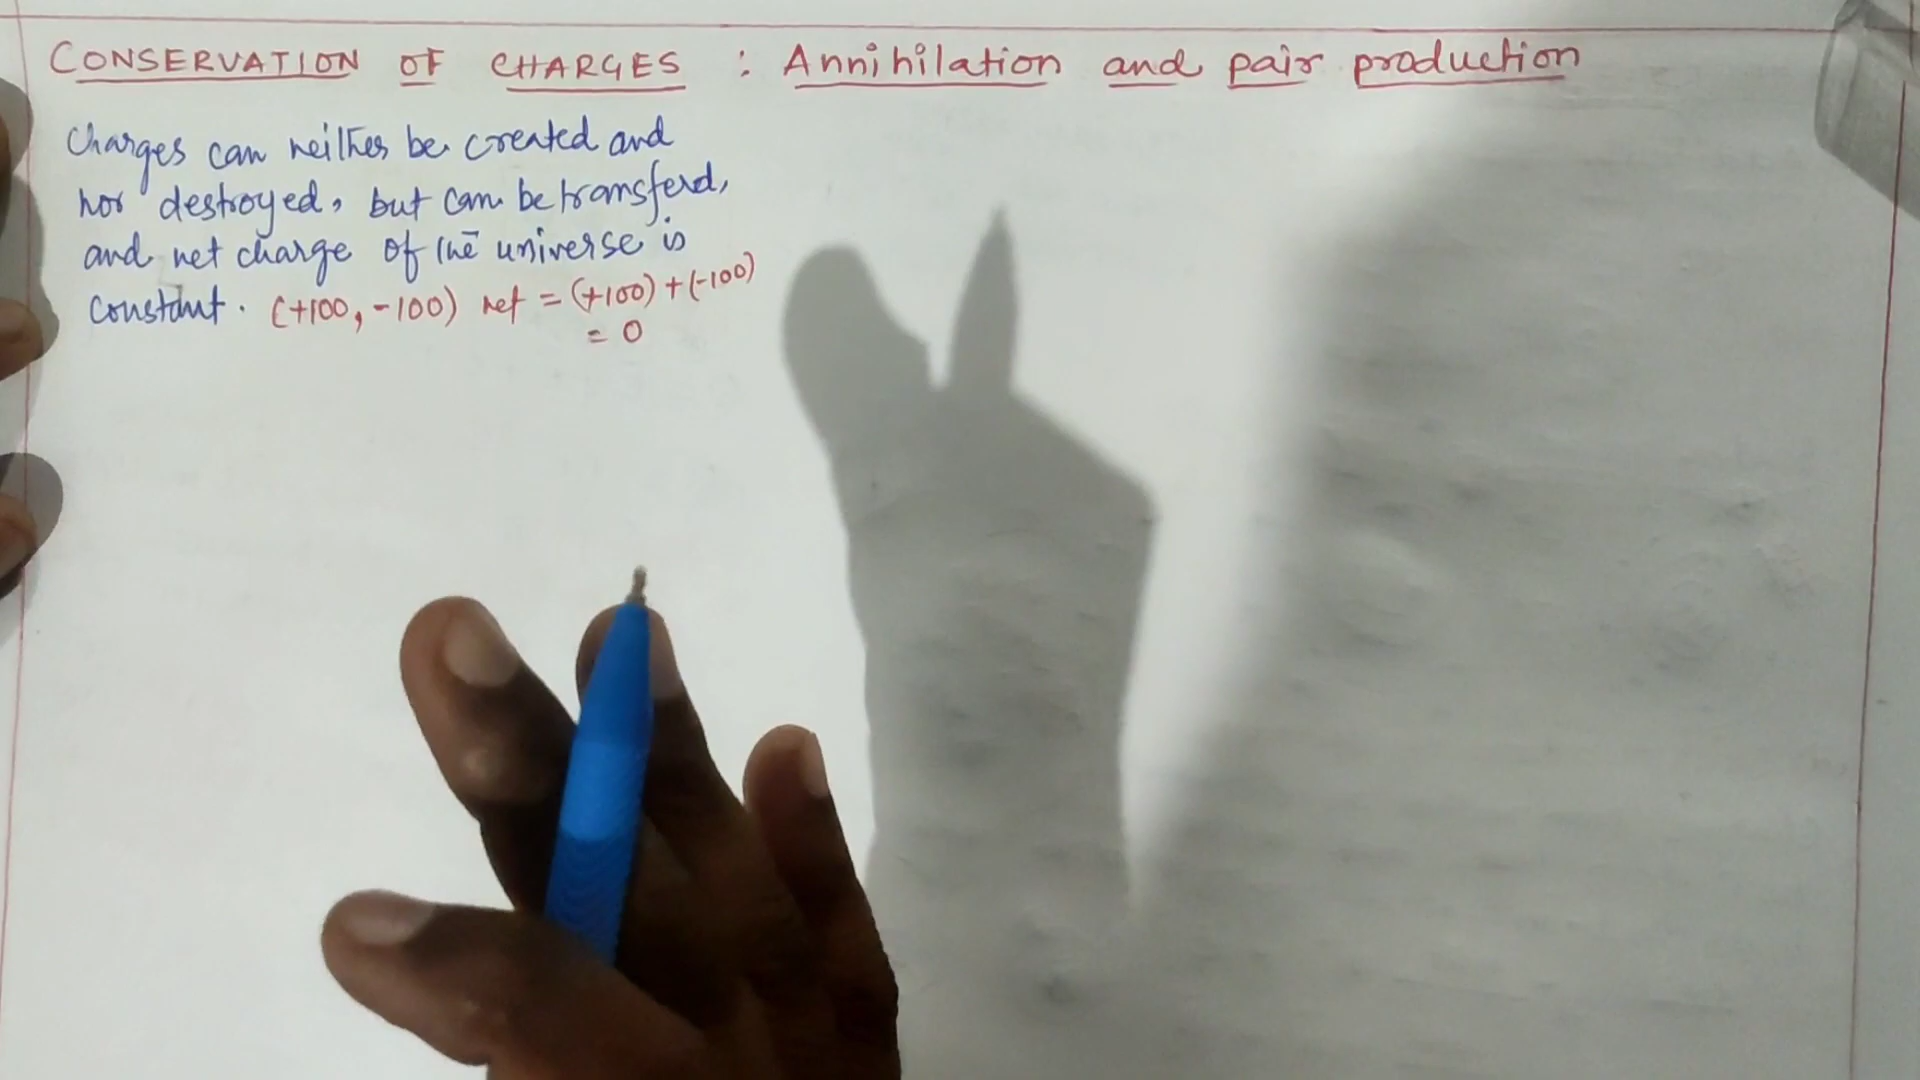 CONSERVATION OF CHARGES : Annihilation and pair production
Charges can neither be created and
nor destroyed, but can be transferd,
and net charge of the universe is
constant. (+100, -100) net = (+100) + (-100)
= 0